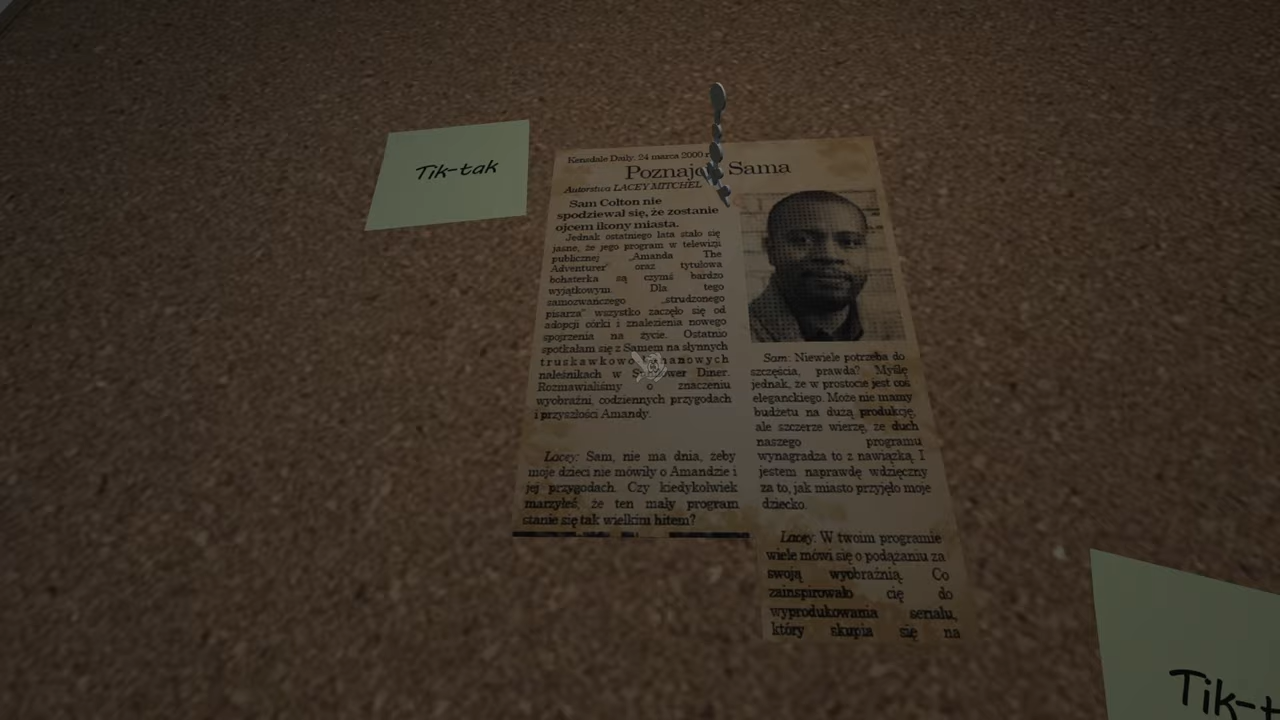 Tik-tak
Kensdale Daily: 24 marca 2000 r.
Poznaje Sama
Autorstwa LACEY MITCHEL
Sam Colton nie
spodziewał się, że zostanie
ojcem ikony miasta.
Jednak ostatniego lata stało się
jasne, że jego program w telewizji
publicznej „Amanda The
Adventurer” oraz tytułowa
bohaterka są czymś bardzo
wyjątkowym. Dla tego
samozwańczego „strudzonego
pisarza” wszystko zaczęło się od
adopcji córki i znalezienia nowego
spojrzenia na życie. Ostatnio
spotkałam się z Samem na słynnych
truskawkowo-bananowych
naleśnikach w Sunflower Diner.
Rozmawialiśmy o znaczeniu
wyobraźni, codziennych przygodach
i przyszłości Amandy.
Lacey: Sam, nie ma dnia, żeby
moje dzieci nie mówiły o Amandzie i
jej przygodach. Czy kiedykolwiek
marzyłeś, że ten mały program
stanie się tak wielkim hitem?
Sam: Niewiele potrzeba do
szczęścia, prawda? Myślę
jednak, że w prostocie jest coś
eleganckiego. Może nie mamy
budżetu na dużą produkcję,
ale szczerze wierzę, że duch
naszego programu
wynagradza to z nawiązką. I
jestem naprawdę wdzięczny
za to, jak miasto przyjęło moje
dziecko.
Lacey: W twoim programie
wiele mówi się o podążaniu za
swoją wyobraźnią. Co
zainspirowało cię do
wyprodukowania serialu,
który skupia się na
Tik-t